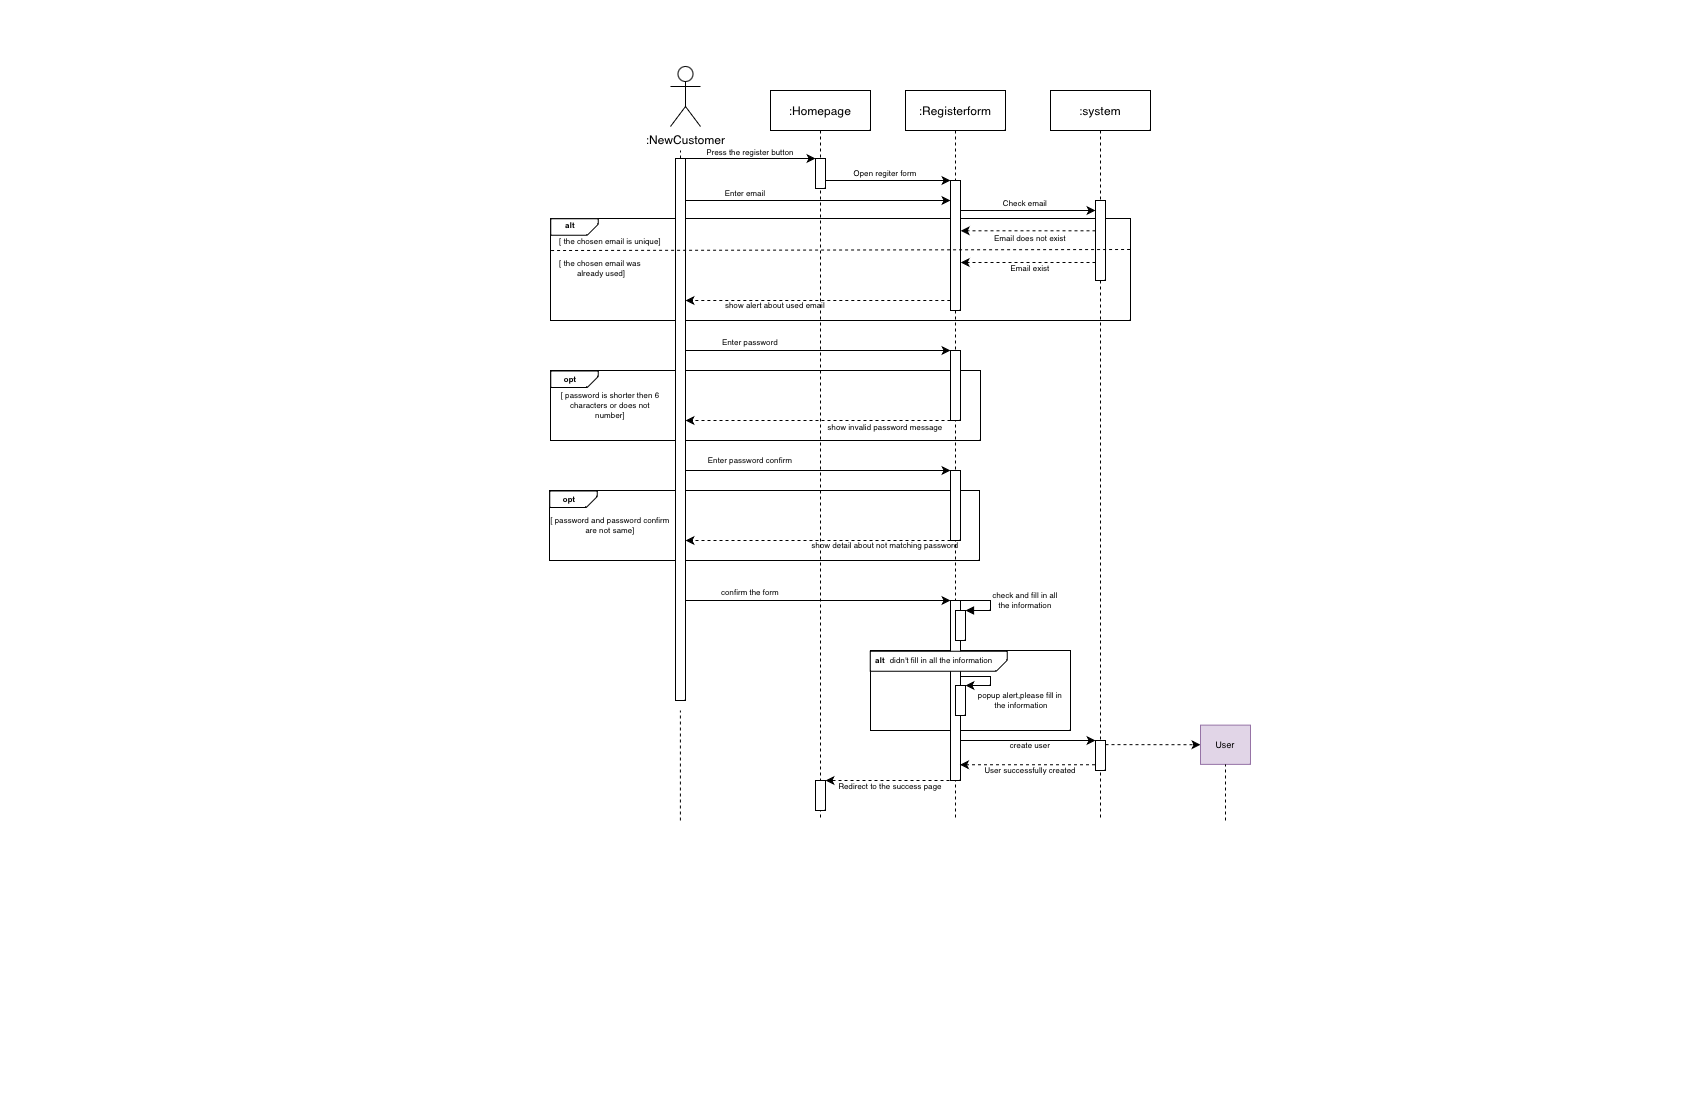 :NewCustomer
:Homepage
:Registerform
:system
Press the register button
Open regiter form
Enter email
Check email
alt
[ the chosen email is unique]
Email does not exist
[ the chosen email was
already used]
Email exist
show alert about used email
Enter password
opt
[ password is shorter then 6
characters or does not
number]
show invalid password message
Enter password confirm
opt
[ password and password confirm
are not same]
show detail about not matching password
confirm the form
check and fill in all
the information
alt didn't fill in all the information
popup alert,please fill in
the information
create user
User
User successfully created
Redirect to the success page